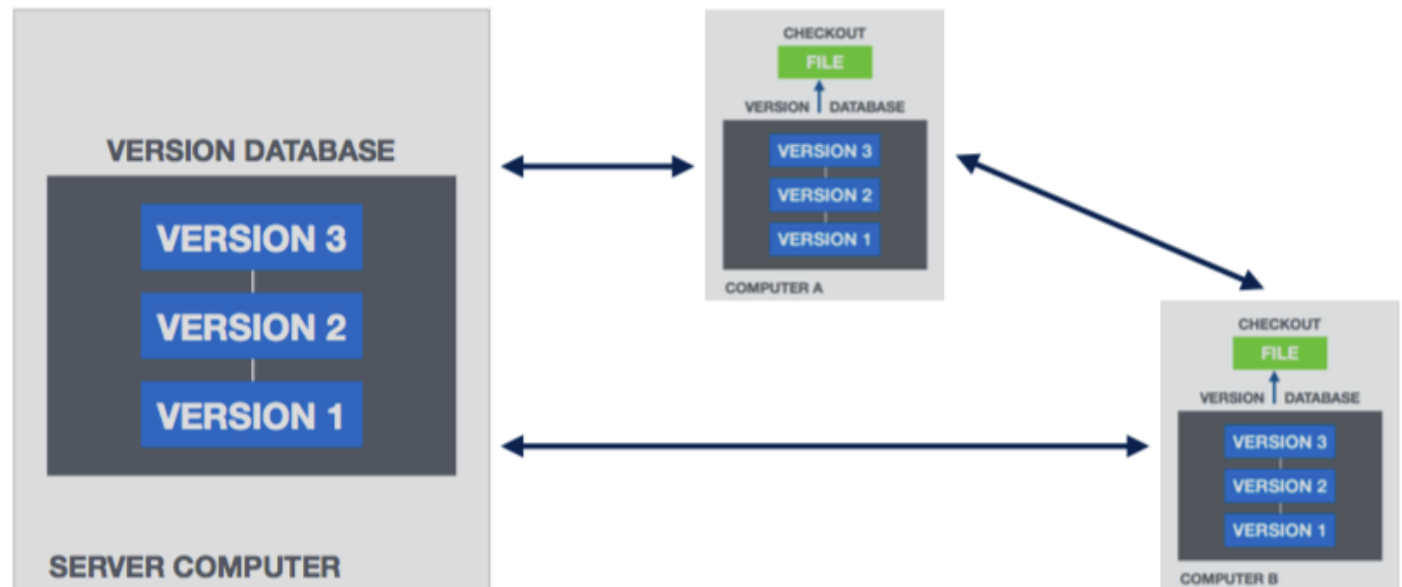 VERSION DATABASE
VERSION 3
VERSION 2
VERSION 1
SERVER COMPUTER
CHECKOUT
FILE
VERSION DATABASE
VERSION 3
VERSION 2
VERSION 1
COMPUTER A
CHECKOUT
FILE
VERSION DATABASE
VERSION 3
VERSION 2
VERSION 1
COMPUTER B